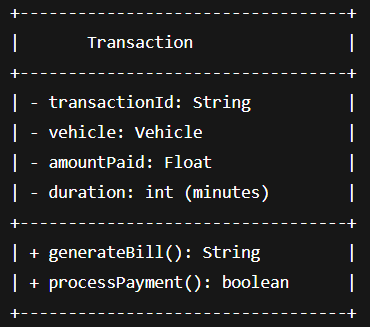 +----------------------------------+
|       Transaction                |
+----------------------------------+
| - transactionId: String          |
| - vehicle: Vehicle               |
| - amountPaid: Float              |
| - duration: int (minutes)        |
+----------------------------------+
| + generateBill(): String         |
| + processPayment(): boolean      |
+----------------------------------+